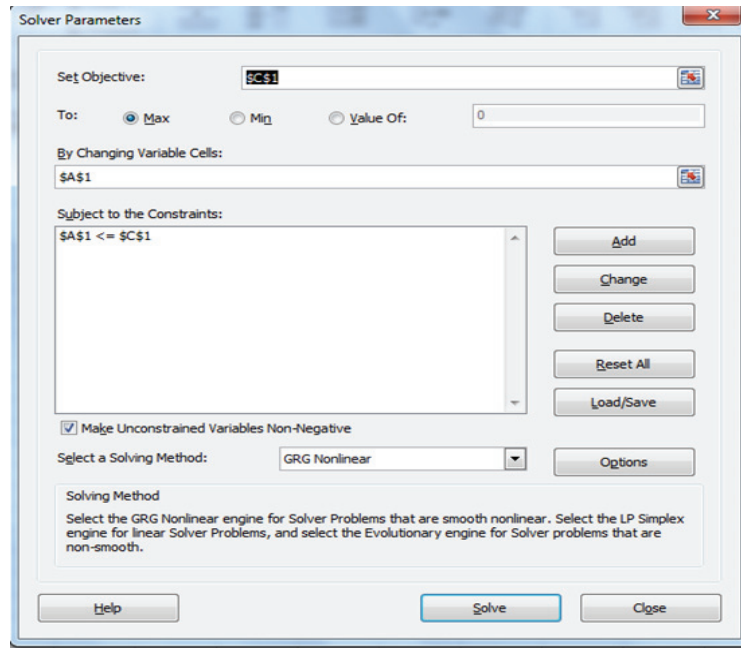 Solver Parameters
Set Objective: $C$1
To: Max Min Value Of: 0
By Changing Variable Cells:
$A$1
Subject to the Constraints:
$A$1 <= $C$1
Add
Change
Delete
Reset All
Load/Save
Make Unconstrained Variables Non-Negative
Select a Solving Method: GRG Nonlinear Options
Solving Method
Select the GRG Nonlinear engine for Solver Problems that are smooth nonlinear. Select the LP Simplex
engine for linear Solver Problems, and select the Evolutionary engine for Solver problems that are
non-smooth.
Help Solve Close